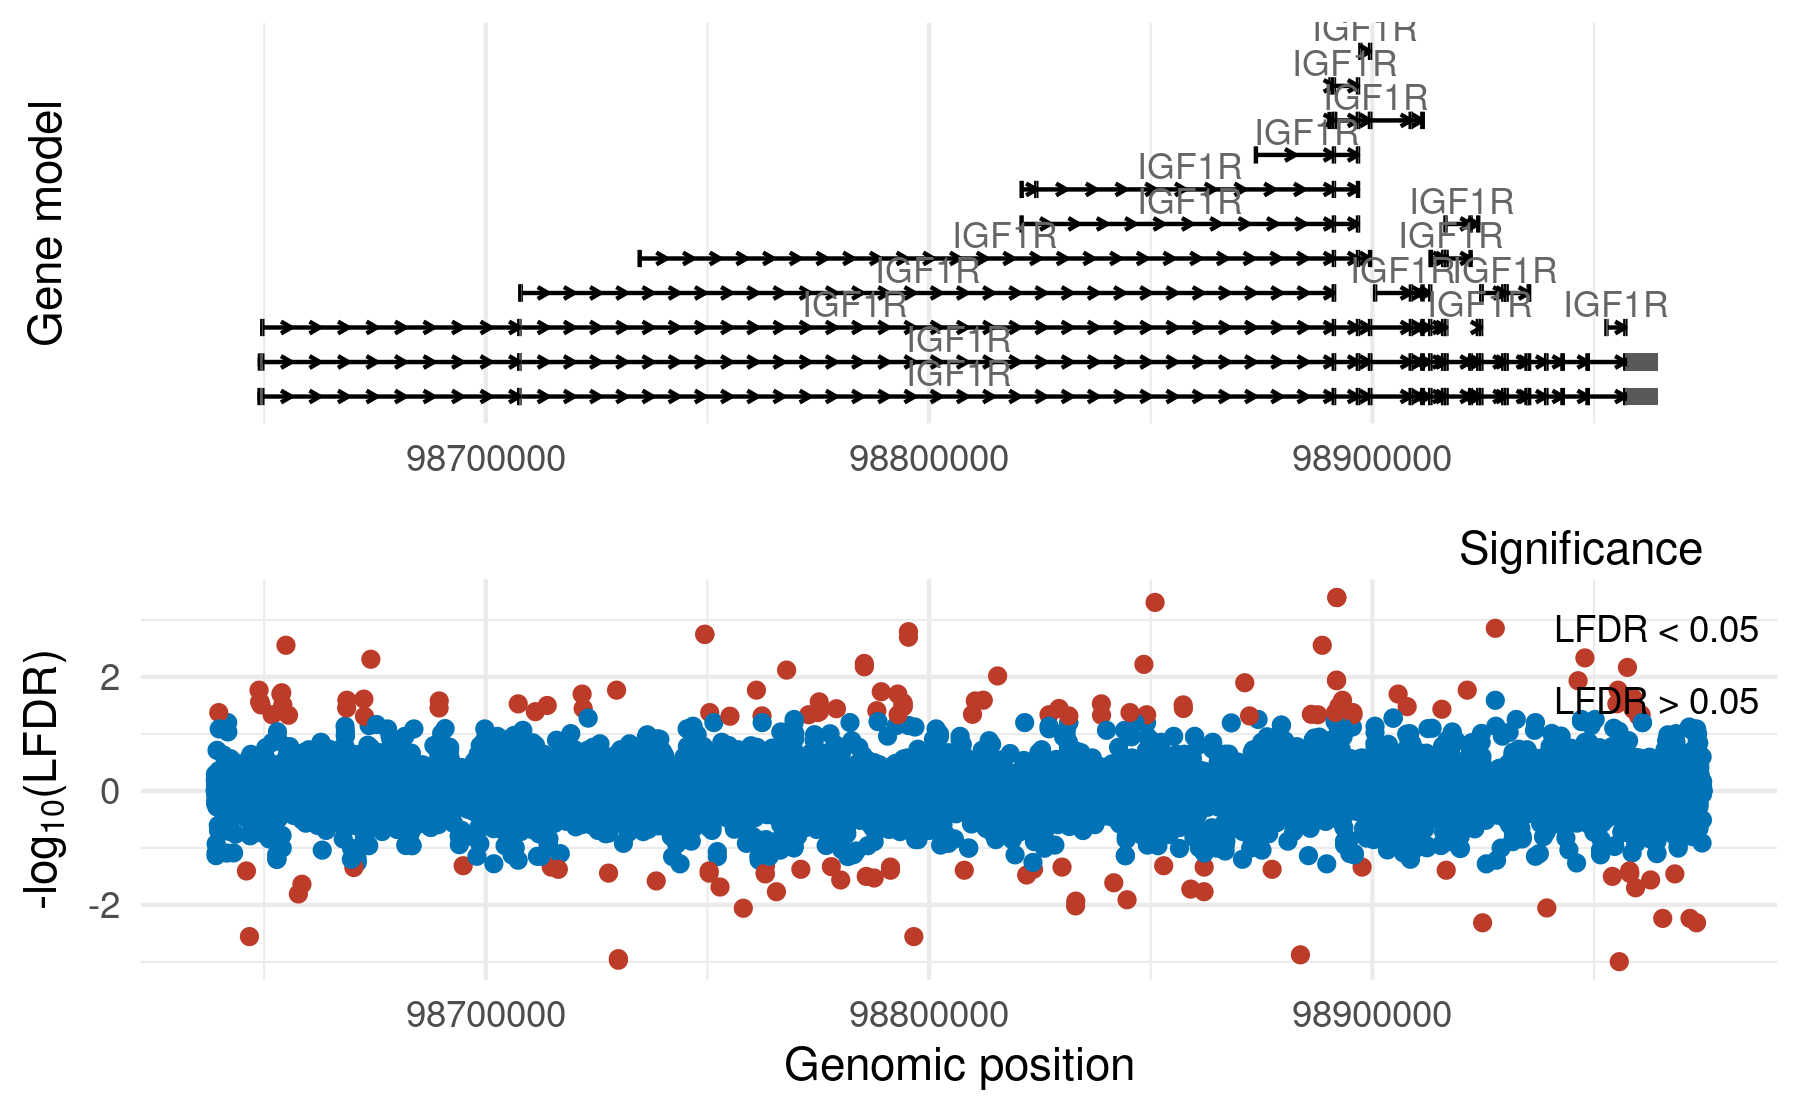 Gene model
IGF1R
IGF1R
IGF1R
IGF1R
IGF1R
IGF1R IGF1R
IGF1R IGF1R
IGF1R IGF1R IGF1R
IGF1R IGF1R IGF1R
IGF1R
IGF1R
98700000 98800000 98900000
Significance
LFDR < 0.05
LFDR > 0.05
-log10(LFDR)
2
0
-2
98700000 98800000 98900000
Genomic position